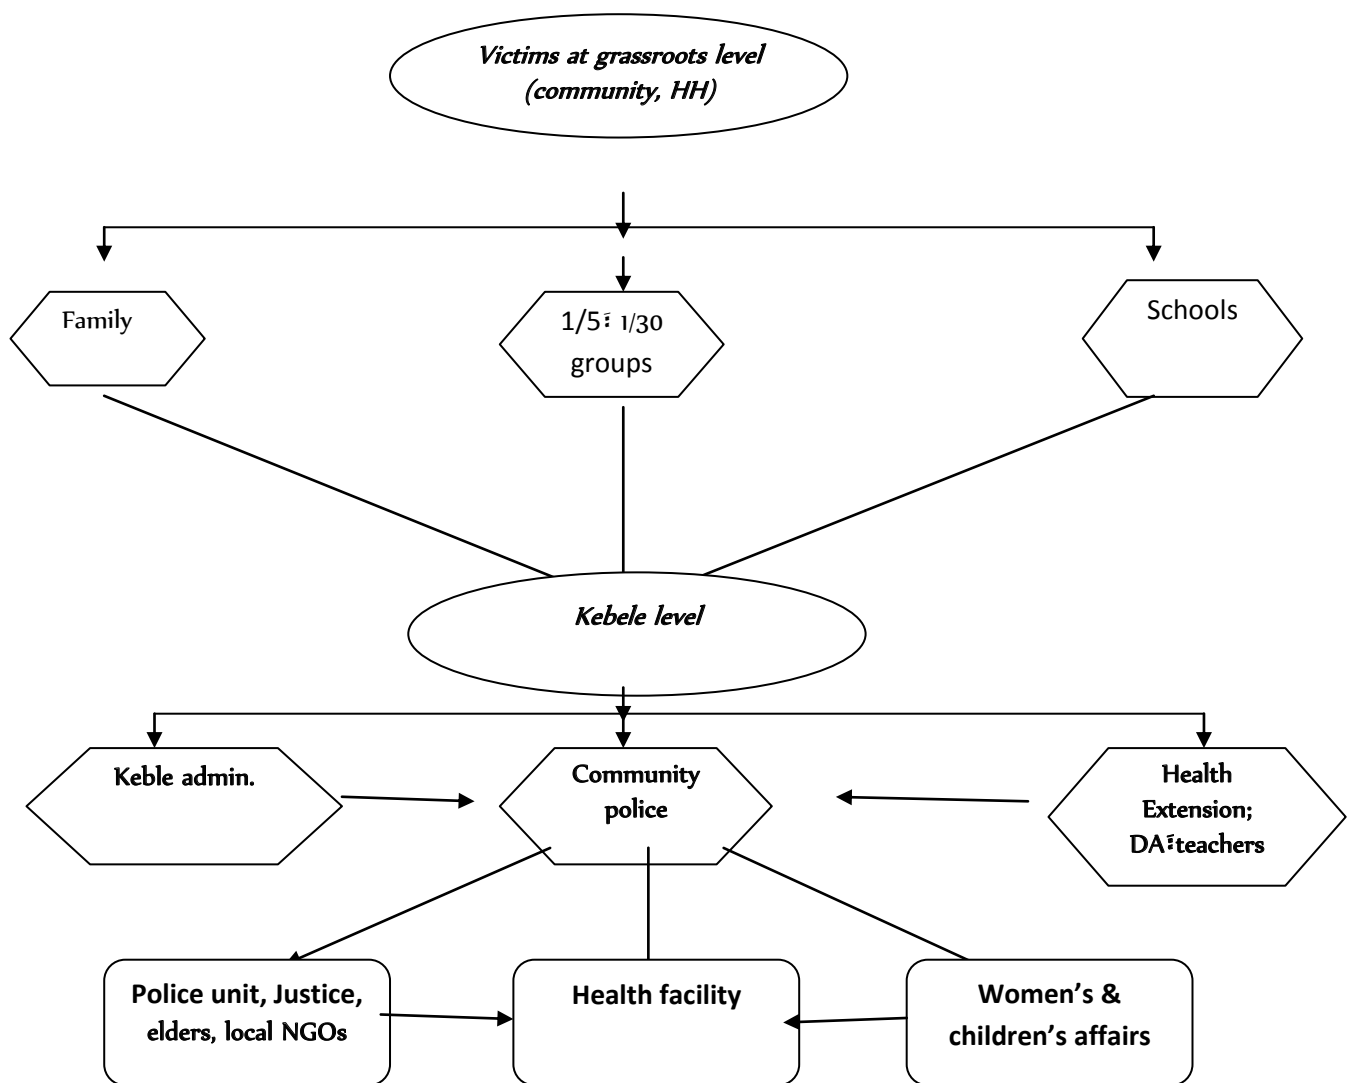 Victims at grassroots level
(community, HH)
Family
1/5፣ 1/30
groups
Schools
Kebele level
Keble admin.
Community
police
Health
Extension;
DA፣teachers
Police unit, Justice,
elders, local NGOs
Health facility
Women’s &
children’s affairs